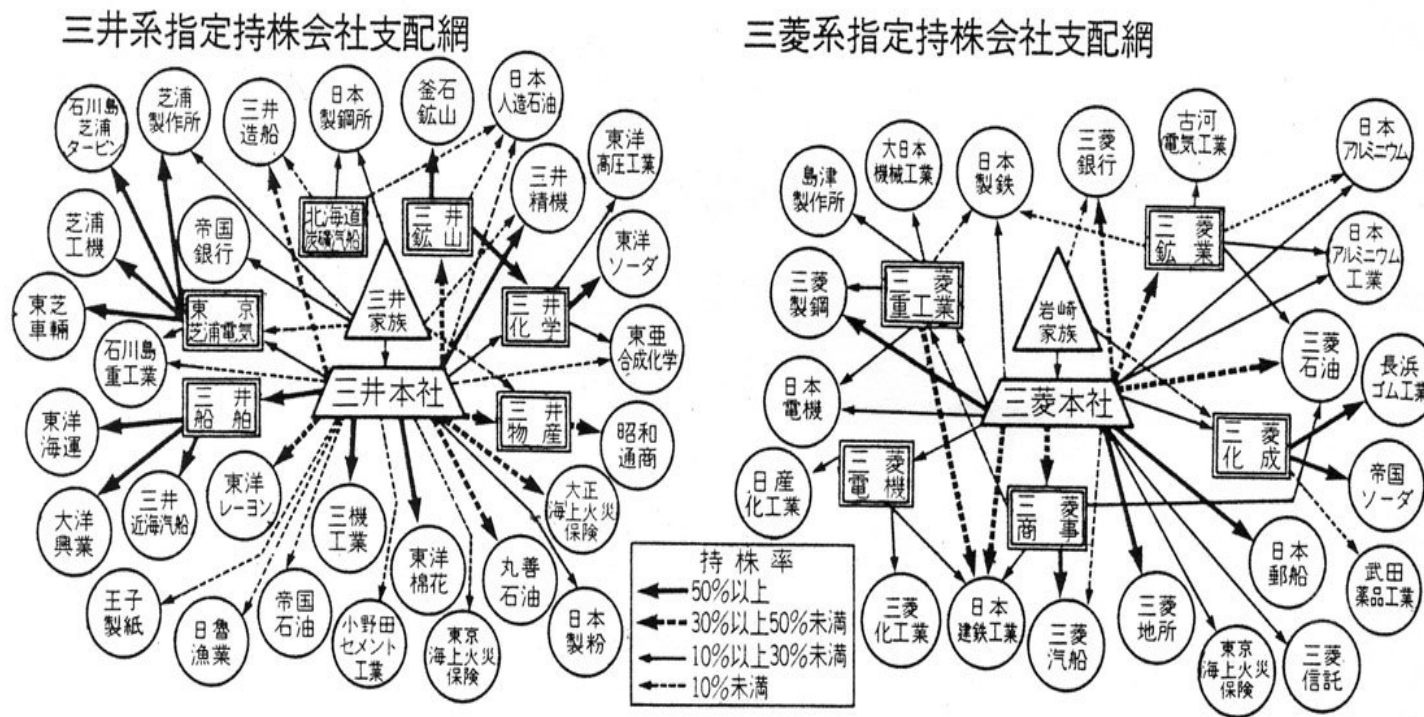 三井系指定持株会社支配網
石川島
芝浦
タービン
芝浦
製作所
三井
造船
日本
製鋼所
釜石
鉱山
日本
人造石油
東洋
高圧工業
三井
精機
芝浦
工機
帝国
銀行
北海道
炭礦汽船
三井
鉱山
東洋
ソーダ
東芝
車輛
東京
芝浦電気
三井
家族
三井
化学
東亜
合成化学
石川島
重工業
三井
船舶
三井本社
三井
物産
昭和
通商
東洋
海運
大洋
興業
三井
近海汽船
東洋
レーヨン
三機
工業
東洋
棉花
丸善
石油
大正
海上火災
保険
王子
製紙
日魯
漁業
帝国
石油
小野田
セメント
工業
東京
海上火災
保険
日本
製粉
持株率
50%以上
30%以上50%未満
10%以上30%未満
10%未満
三菱系指定持株会社支配網
島津
製作所
大日本
機械工業
日本
製鉄
三菱
銀行
古河
電気工業
日本
アルミニウム
三菱
鉱業
日本
アルミニウム
工業
三菱
製鋼
三菱
重工業
岩崎
家族
三菱
石油
長浜
ゴム工業
日本
電機
三菱本社
三菱
化成
帝国
ソーダ
日産
化工業
三菱
電機
三菱
商事
日本
郵船
武田
薬品工業
三菱
化工業
日本
建鉄工業
三菱
汽船
三菱
地所
東京
海上火災
保険
三菱
信託